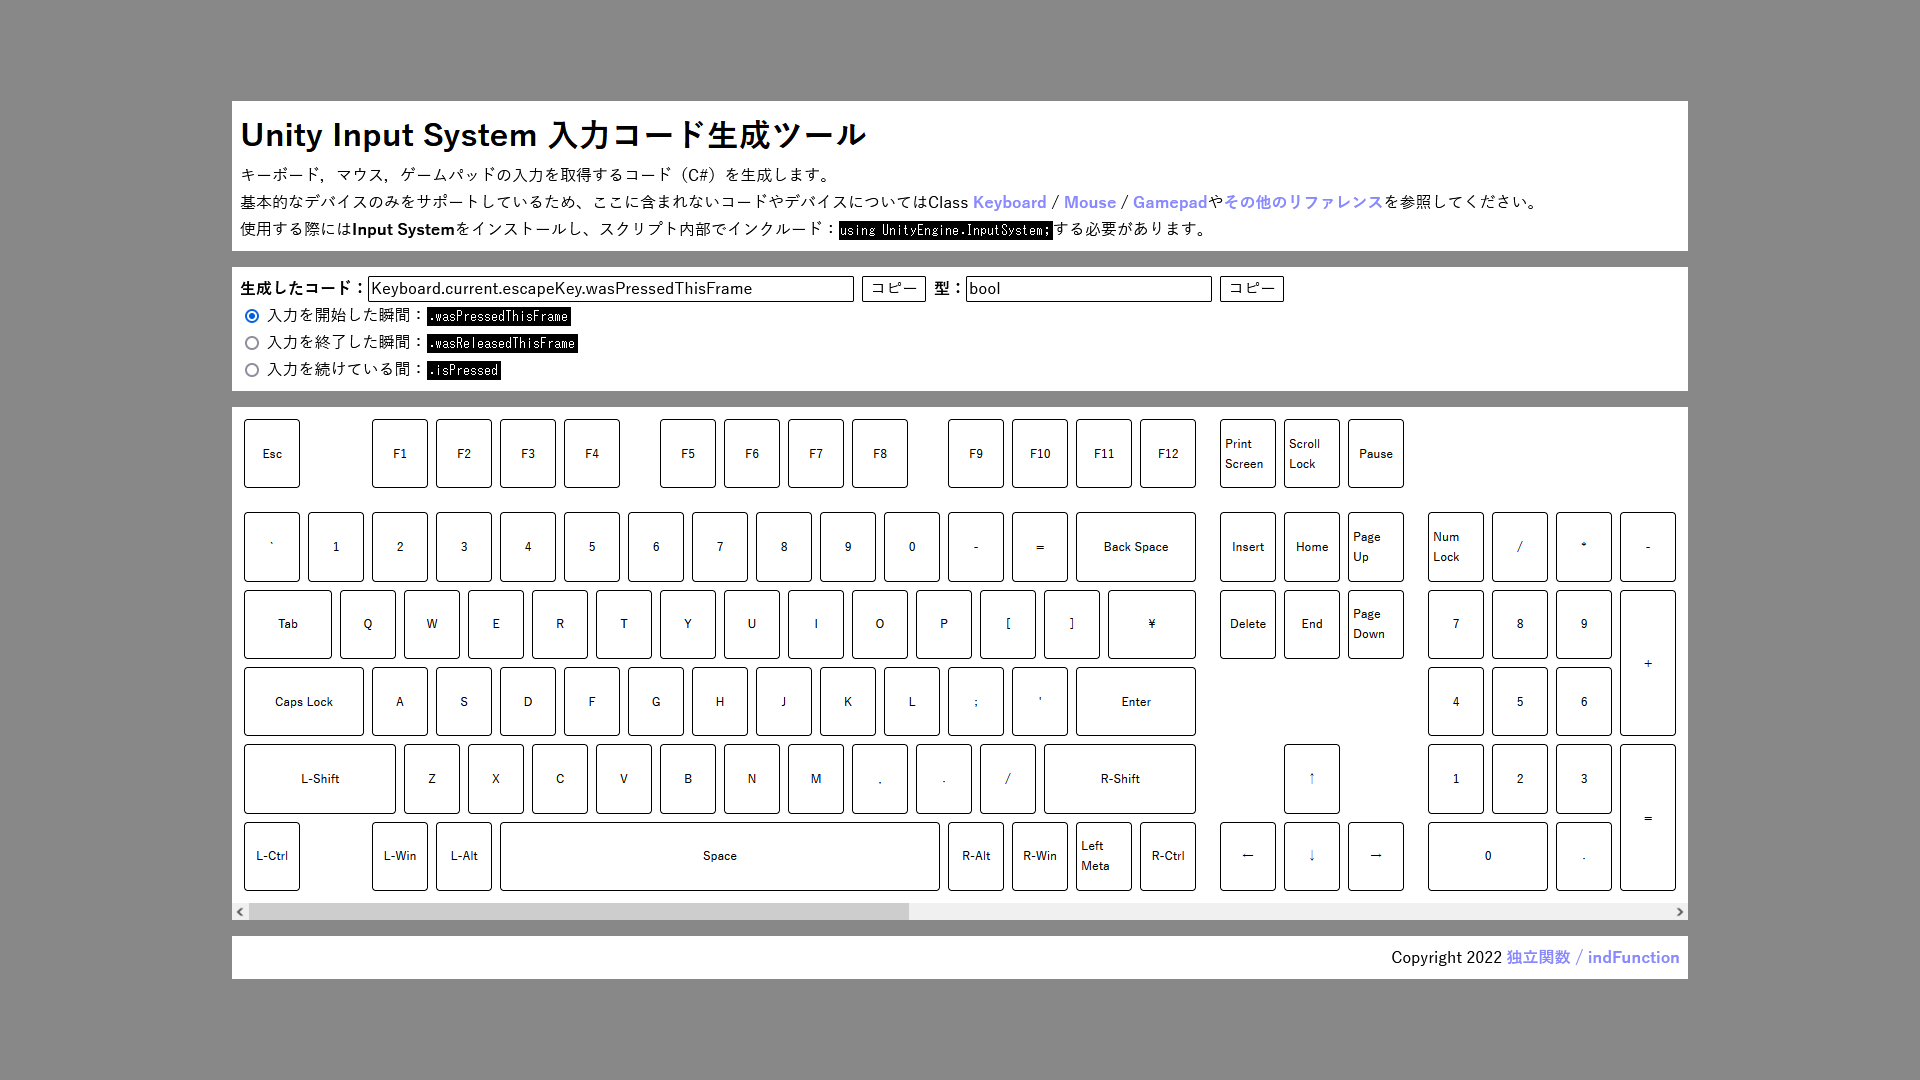 Unity Input System 入力コード生成ツール
キーボード，マウス，ゲームパッドの入力を取得するコード（C#）を生成します。
基本的なデバイスのみをサポートしているため、ここに含まれないコードやデバイスについてはClass Keyboard / Mouse / Gamepadやその他のリファレンスを参照してください。
使用する際にはInput Systemをインストールし、スクリプト内部でインクルード：using UnityEngine.InputSystem;する必要があります。
生成したコード：Keyboard.current.escapeKey.wasPressedThisFrame コピー 型：bool コピー
入力を開始した瞬間：.wasPressedThisFrame
入力を終了した瞬間：.wasReleasedThisFrame
入力を続けている間：.isPressed
Esc F1 F2 F3 F4 F5 F6 F7 F8 F9 F10 F11 F12 Print Screen Scroll Lock Pause
` 1 2 3 4 5 6 7 8 9 0 - = Back Space Insert Home Page Up Num Lock / * -
Tab Q W E R T Y U I O P [ ] ¥ Delete End Page Down 7 8 9 +
Caps Lock A S D F G H J K L ; ' Enter 4 5 6
L-Shift Z X C V B N M , . / R-Shift ↑ 1 2 3 =
L-Ctrl L-Win L-Alt Space R-Alt R-Win Left Meta R-Ctrl ← ↓ → 0 .
Copyright 2022 独立関数 / indFunction